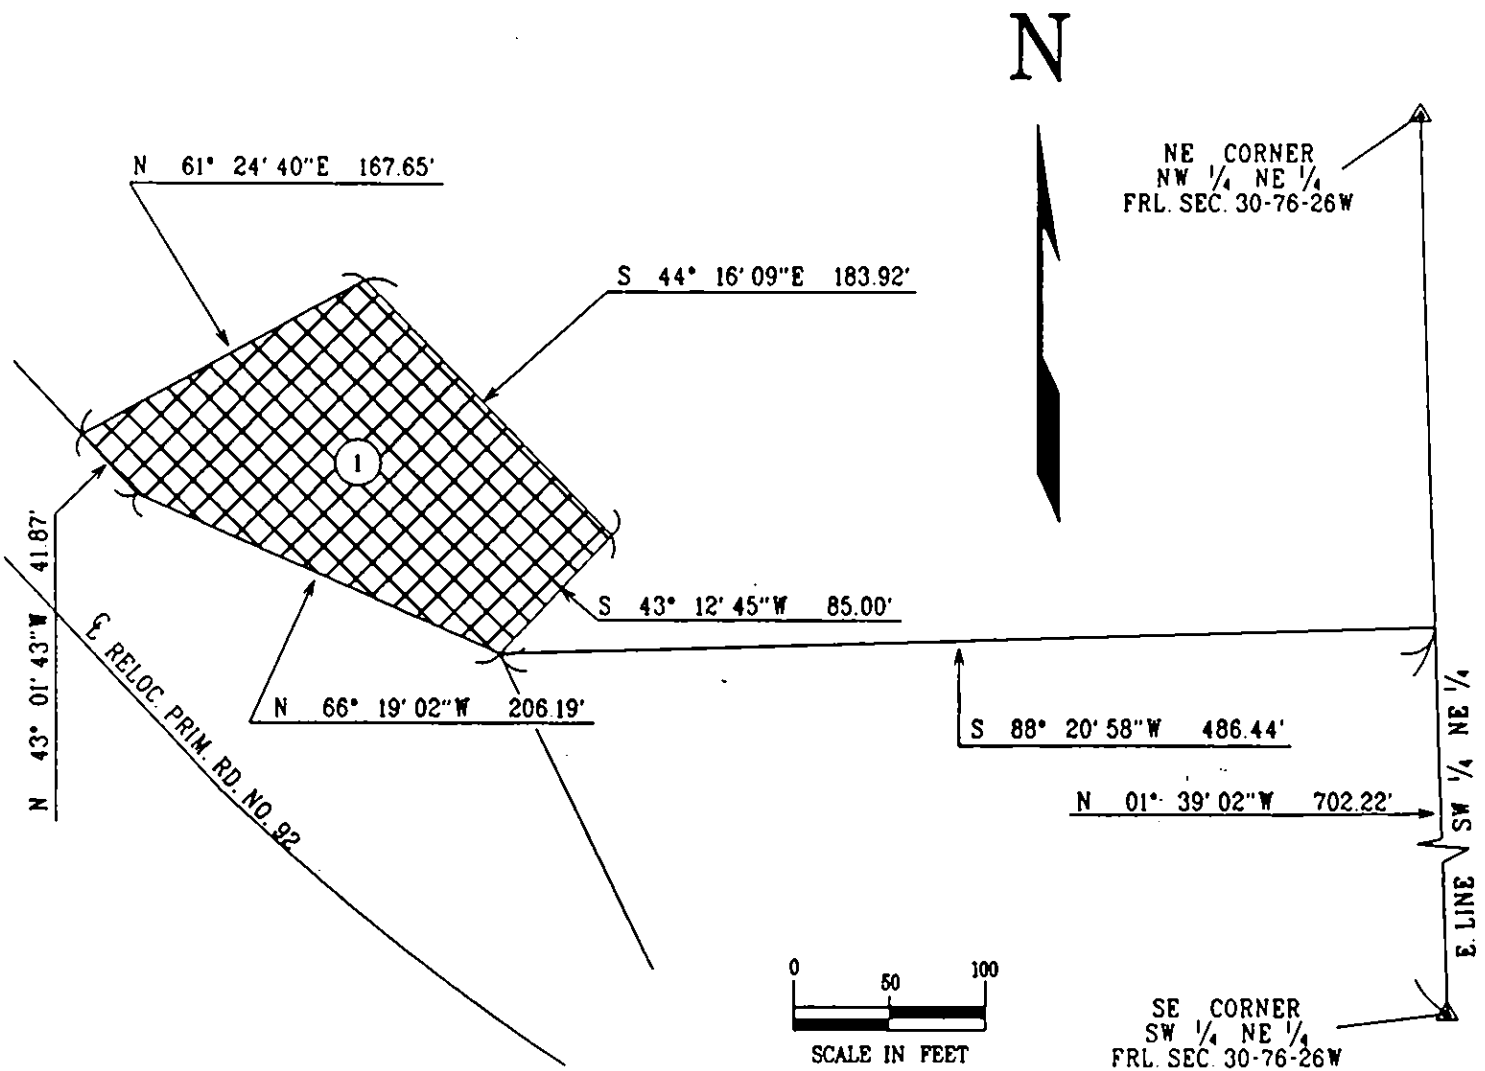 N
NE CORNER
NW 1/4 NE 1/4
FRL. SEC. 30-76-26W
N 61° 24' 40"E 167.65'
S 44° 16' 09"E 183.92'
1
N 43° 01' 43"W 41.87'
S 43° 12' 45"W 85.00'
℄ RELOC. PRIM. RD. NO. 92
N 66° 19' 02"W 206.19'
S 88° 20' 58"W 486.44'
N 01° 39' 02"W 702.22'
E. LINE SW 1/4 NE 1/4
0 50 100
SCALE IN FEET
SE CORNER
SW 1/4 NE 1/4
FRL. SEC. 30-76-26W